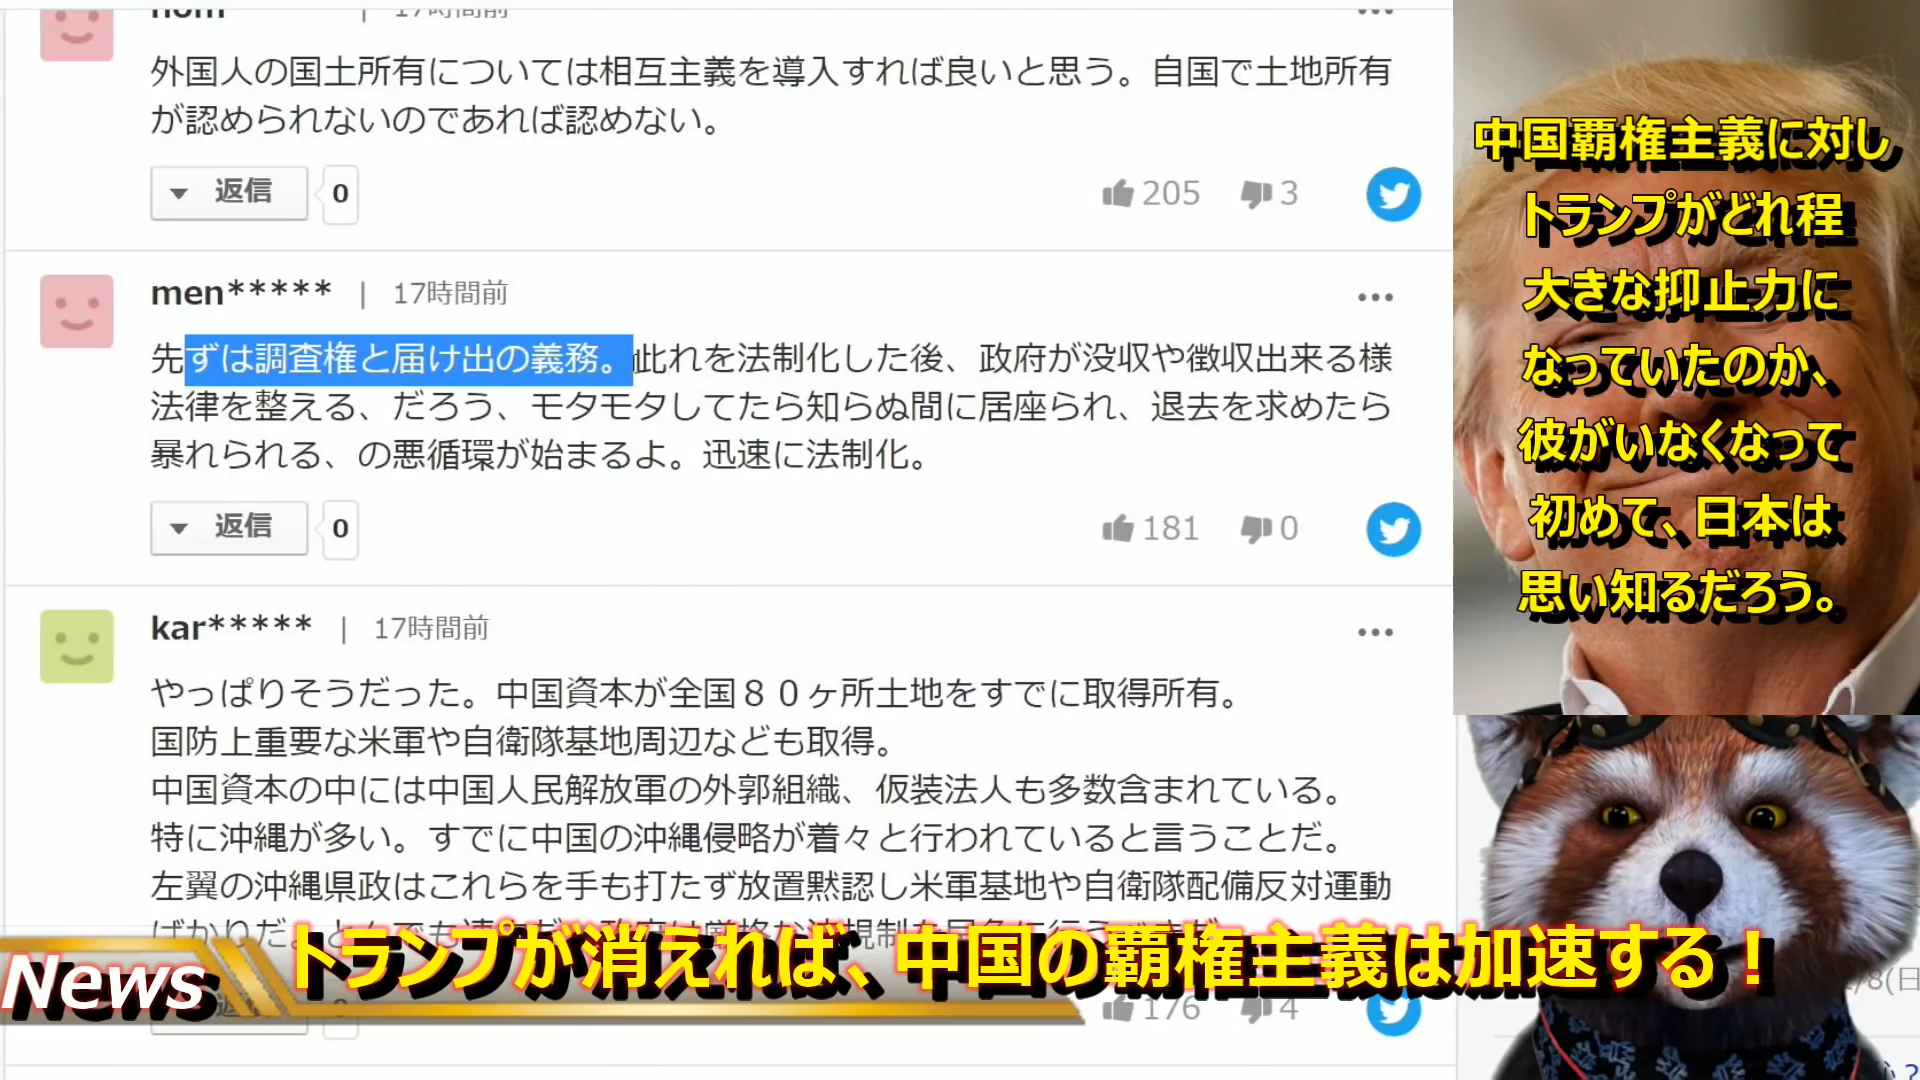 外国人の国土所有については相互主義を導入すれば良いと思う。自国で土地所有
が認められないのであれば認めない。
返信
0
205
3
men***** | 17時間前
先ずは調査権と届け出の義務。此れを法制化した後、政府が没収や徴収出来る様
法律を整える、だろう、モタモタしてたら知らぬ間に居座られ、退去を求めたら
暴れられる、の悪循環が始まるよ。迅速に法制化。
返信
0
181
0
kar***** | 17時間前
やっぱりそうだった。中国資本が全国８０ヶ所土地をすでに取得所有。
国防上重要な米軍や自衛隊基地周辺なども取得。
中国資本の中には中国人民解放軍の外郭組織、仮装法人も多数含まれている。
特に沖縄が多い。すでに中国の沖縄侵略が着々と行われていると言うことだ。
左翼の沖縄県政はこれらを手も打たず放置黙認し米軍基地や自衛隊配備反対運動
176
4
中国覇権主義に対し
トランプがどれ程
大きな抑止力に
なっていたのか、
彼がいなくなって
初めて、日本は
思い知るだろう。
News
トランプが消えれば、中国の覇権主義は加速する！